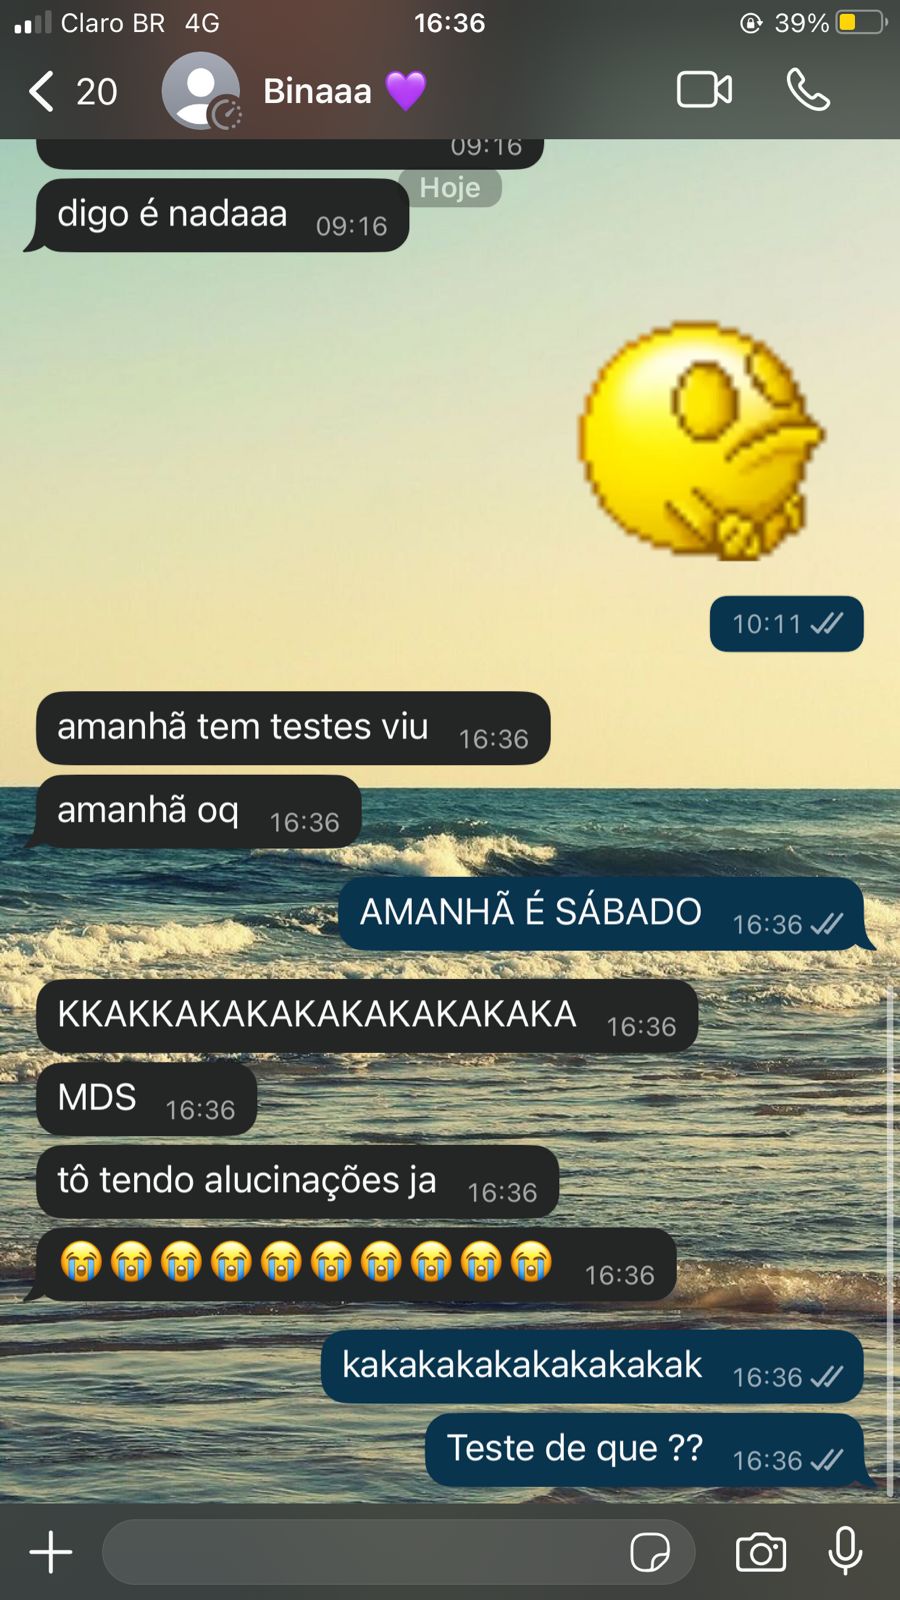 Claro BR 4G 16:36 39%
20 Binaaa 💜
09:16
Hoje
digo é nadaaa 09:16
10:11
amanhã tem testes viu 16:36
amanhã oq 16:36
AMANHÃ É SÁBADO 16:36
KKAKKAKAKAKAKAKAKAKAKA 16:36
MDS 16:36
tô tendo alucinações ja 16:36
😭😭😭😭😭😭😭😭😭😭 16:36
kakakakakakakakakak 16:36
Teste de que ?? 16:36